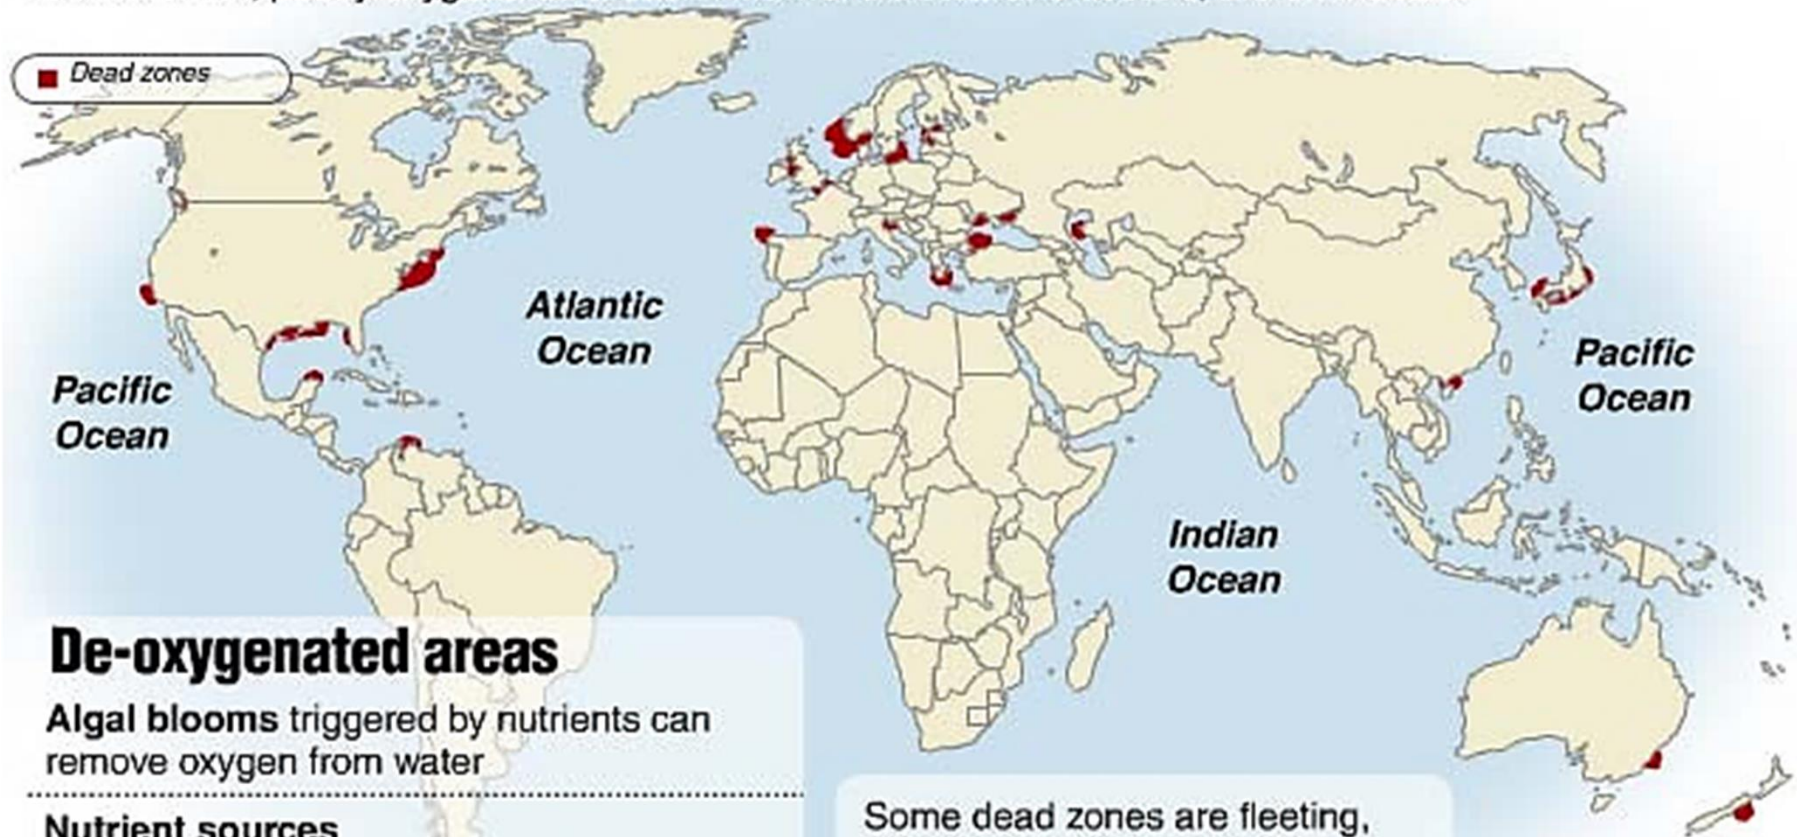 Dead zones
Atlantic
Ocean
Pacific
Ocean
Pacific
Ocean
Indian
Ocean
De-oxygenated areas
Algal blooms triggered by nutrients can
remove oxygen from water
Nutrient sources
Some dead zones are fleeting,